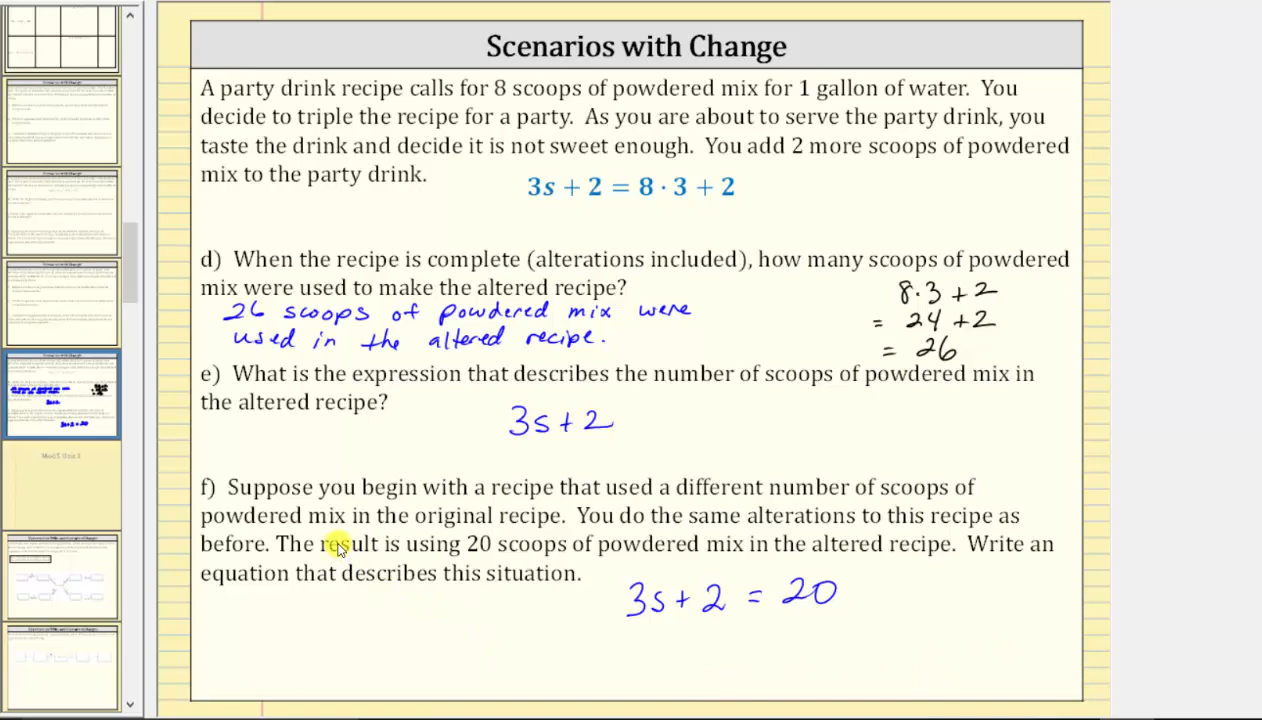 Scenarios with Change
A party drink recipe calls for 8 scoops of powdered mix for 1 gallon of water. You
decide to triple the recipe for a party. As you are about to serve the party drink, you
taste the drink and decide it is not sweet enough. You add 2 more scoops of powdered
mix to the party drink.
3s + 2 = 8 · 3 + 2
d) When the recipe is complete (alterations included), how many scoops of powdered
mix were used to make the altered recipe?
26 scoops of powdered mix were
used in the altered recipe.
8·3 + 2
= 24 + 2
= 26
e) What is the expression that describes the number of scoops of powdered mix in
the altered recipe?
3s + 2
f) Suppose you begin with a recipe that used a different number of scoops of
powdered mix in the original recipe. You do the same alterations to this recipe as
before. The result is using 20 scoops of powdered mix in the altered recipe. Write an
equation that describes this situation.
3s + 2 = 20